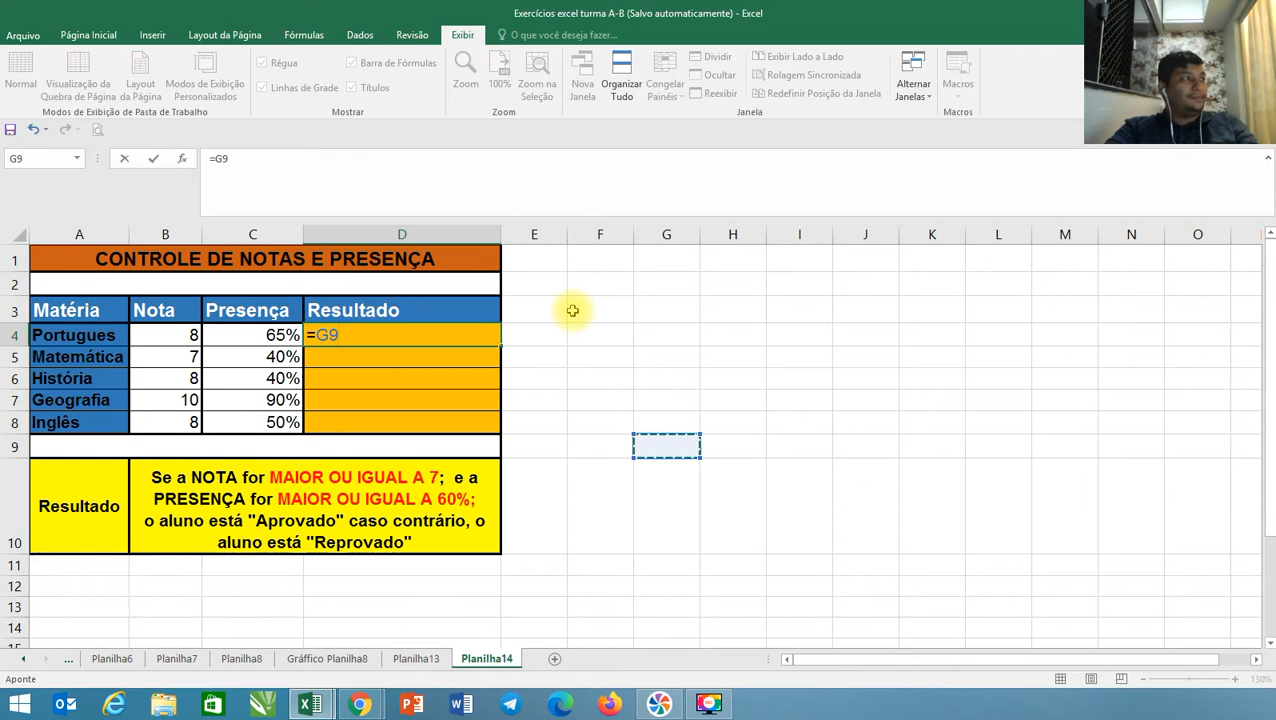 Exercícios excel turma A-B (Salvo automaticamente) - Excel
Arquivo Página Inicial Inserir Layout da Página Fórmulas Dados Revisão Exibir O que você deseja fazer...
Normal Visualização da Quebra de Página Layout da Página Modos de Exibição Personalizados
Modos de Exibição de Pasta de Trabalho
Régua Barra de Fórmulas
Linhas de Grade Títulos
Mostrar
Zoom 100% Zoom na Seleção
Zoom
Nova Janela Organizar Tudo Congelar Painéis
Dividir Exibir Lado a Lado
Ocultar Rolagem Sincronizada
Reexibir Redefinir Posição da Janela
Alternar Janelas
Janela
Macros
Macros
G9 fx =G9
A B C D E F G H I J K L M N O
1 CONTROLE DE NOTAS E PRESENÇA
2
3 Matéria Nota Presença Resultado
4 Portugues 8 65% =G9
5 Matemática 7 40%
6 História 8 40%
7 Geografia 10 90%
8 Inglês 8 50%
9
10 Resultado
Se a NOTA for MAIOR OU IGUAL A 7; e a
PRESENÇA for MAIOR OU IGUAL A 60%;
o aluno está "Aprovado" caso contrário, o
aluno está "Reprovado"
11
12
13
14
... Planilha6 Planilha7 Planilha8 Gráffico Planilha8 Planilha13 Planilha14
Aponte 130%